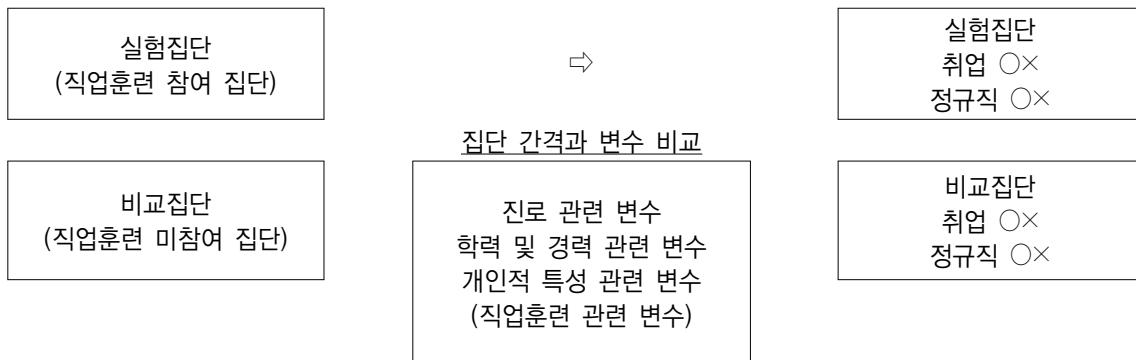 실험집단
(직업훈련 참여 집단)
⇨
실험집단
취업 ○×
정규직 ○×
집단 간격과 변수 비교
비교집단
(직업훈련 미참여 집단)
진로 관련 변수
학력 및 경력 관련 변수
개인적 특성 관련 변수
(직업훈련 관련 변수)
비교집단
취업 ○×
정규직 ○×